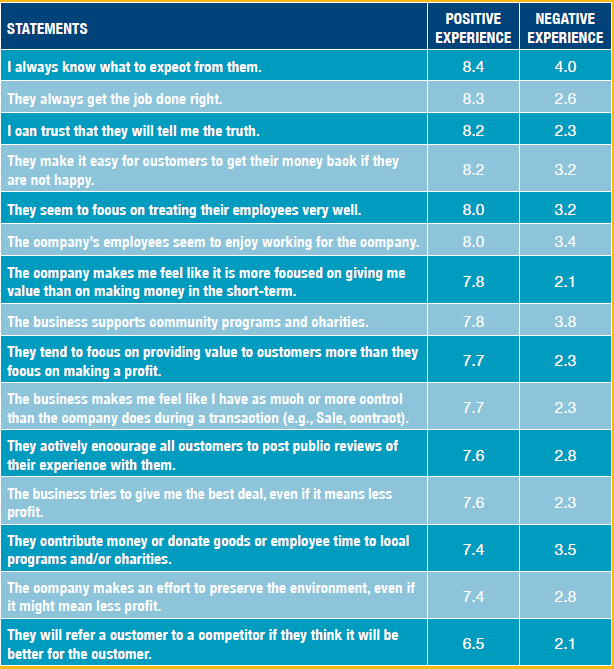 STATEMENTS
POSITIVE EXPERIENCE
NEGATIVE EXPERIENCE
I always know what to expeot from them. 8.4 4.0
They always get the job done right. 8.3 2.6
I oan trust that they will tell me the truth. 8.2 2.3
They make it easy for oustomers to get their money baok if they
are not happy. 8.2 3.2
They seem to foous on treating their employees very well. 8.0 3.2
The company's employees seem to enjoy working for the company. 8.0 3.4
The company makes me feel like it is more fooused on giving me
value than on making money in the short-term. 7.8 2.1
The business supports community programs and oharities. 7.8 3.8
They tend to foous on providing value to oustomers more than they
foous on making a profit. 7.7 2.3
The business makes me feel like I have as muoh or more oontrol
than the oompany does during a transaotion (e.g., Sale, oontraot). 7.7 2.3
They aotively enoourage all oustomers to post publio reviews of
their experience with them. 7.6 2.8
The business tries to give me the best deal, even if it means less
profit. 7.6 2.3
They oontribute money or donate goods or employee time to looal
programs and/or oharities. 7.4 3.5
The company makes an effort to preserve the environment, even if
it might mean less profit. 7.4 2.8
They will refer a oustomer to a oompetitor if they think it will be
better for the oustomer. 6.5 2.1